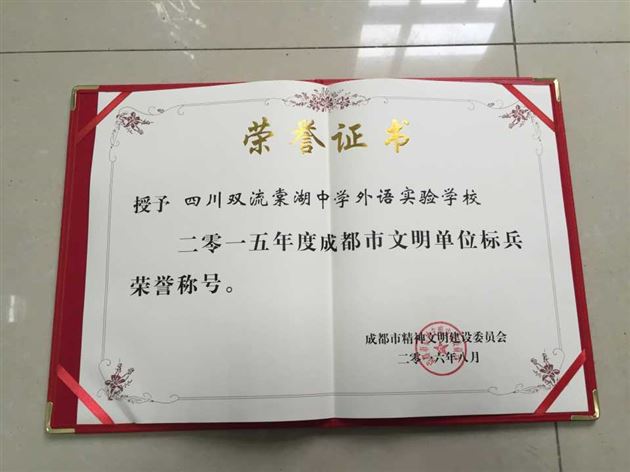 荣誉证书
授予 四川双流棠湖中学外语实验学校
二零一五年度成都市文明单位标兵
荣誉称号。
成都市精神文明建设委员会
二〇一六年八月